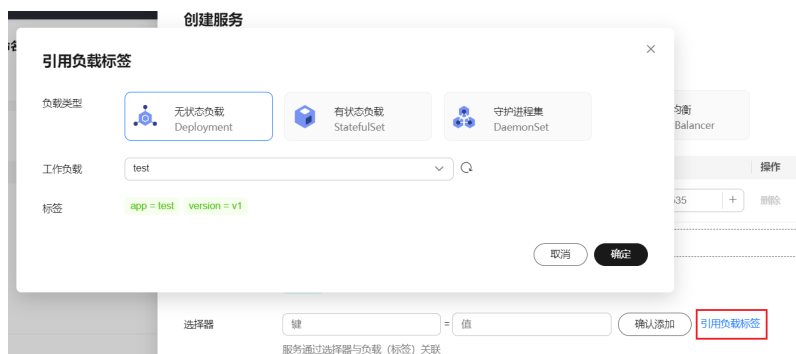 创建服务
引用负载标签
负载类型
无状态负载
Deployment
有状态负载
StatefulSet
守护进程集
DaemonSet
均衡
Balancer
工作负载
test
操作
标签
app = test version = v1
535
+
删除
取消
确定
选择器
键
=
值
确认添加
引用负载标签
服务通过选择器与负载（标签）关联